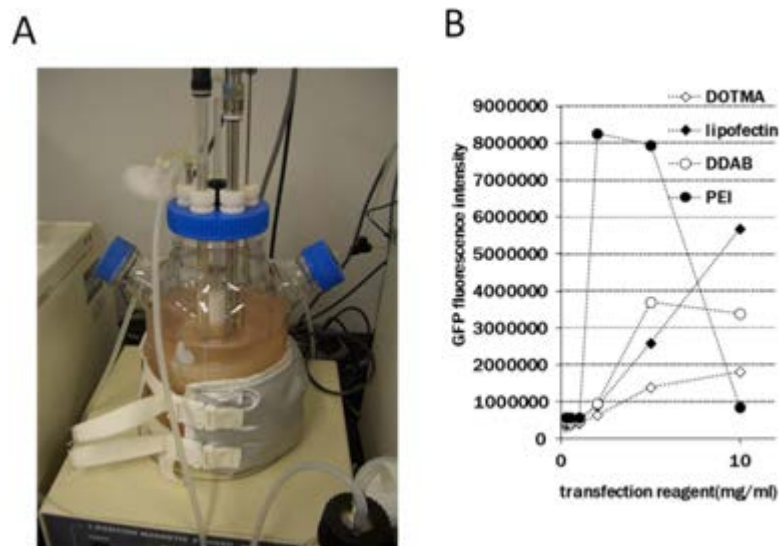 A
B
DOTMA
lipofectin
DDAB
PEI
9000000
8000000
7000000
6000000
5000000
4000000
3000000
2000000
1000000
0
GFP fluorescence intensity
0
10
transfection reagent(mg/ml)